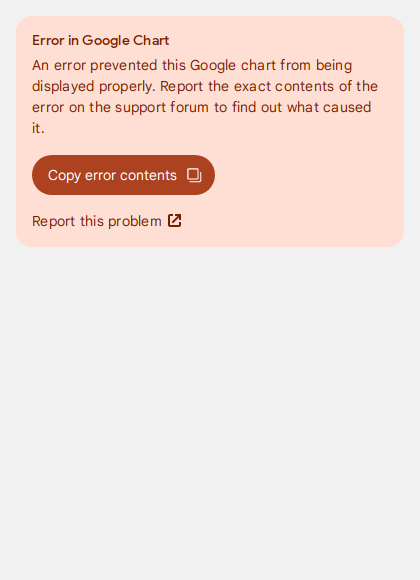 Error in Google Chart
An error prevented this Google chart from being
displayed properly. Report the exact contents of the
error on the support forum to find out what caused
it.
Copy error contents
Report this problem